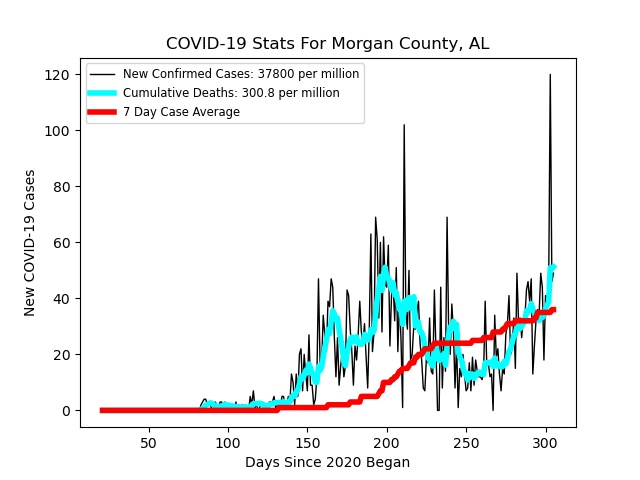 COVID-19 Stats For Morgan County, AL
New Confirmed Cases: 37800 per million
Cumulative Deaths: 300.8 per million
7 Day Case Average
New COVID-19 Cases
120
100
80
60
40
20
0
50 100 150 200 250 300
Days Since 2020 Began